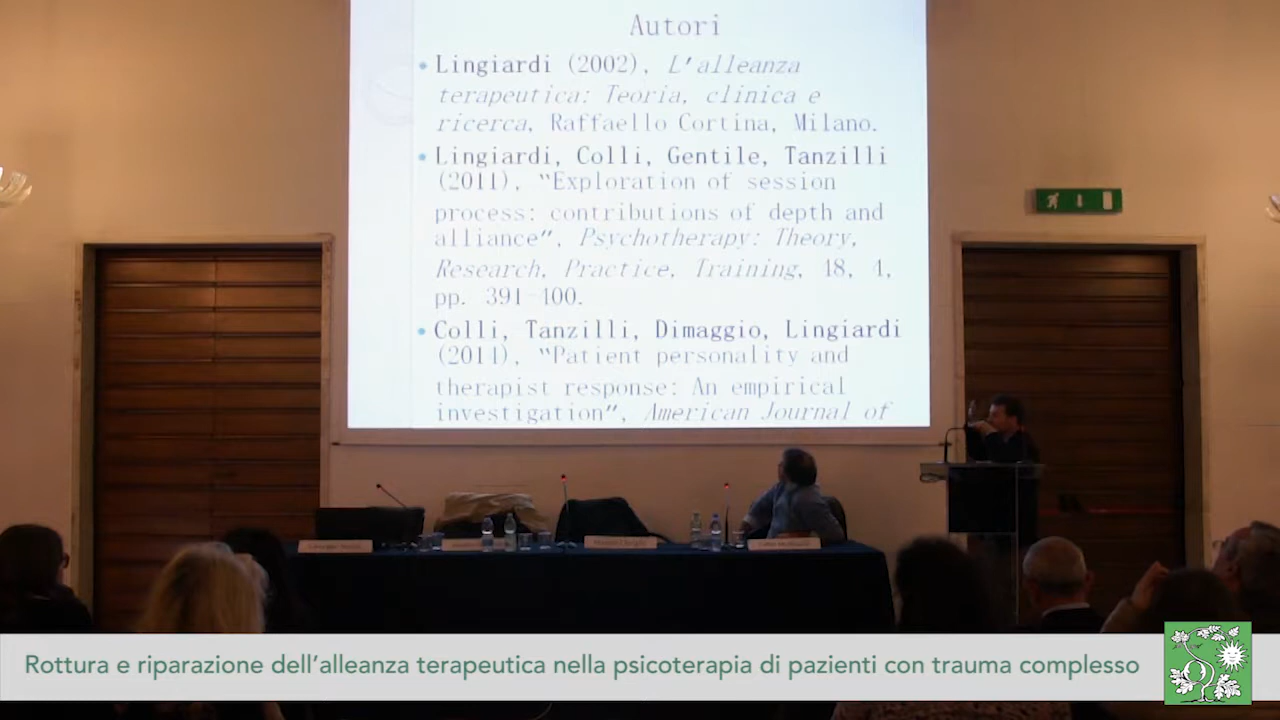 Autori
• Lingiardi (2002), L'alleanza
terapeutica: Teoria, clinica e
ricerca, Raffaello Cortina, Milano.
• Lingiardi, Colli, Gentile, Tanzilli
(2011), "Exploration of session
process: contributions of depth and
alliance", Psychotherapy: Theory,
Research, Practice, Training, 48, 4,
pp. 391-400.
• Colli, Tanzilli, Dimaggio, Lingiardi
(2011), "Patient personality and
therapist response: An empirical
investigation", American Journal of
Rottura e riparazione dell'alleanza terapeutica nella psicoterapia di pazienti con trauma complesso